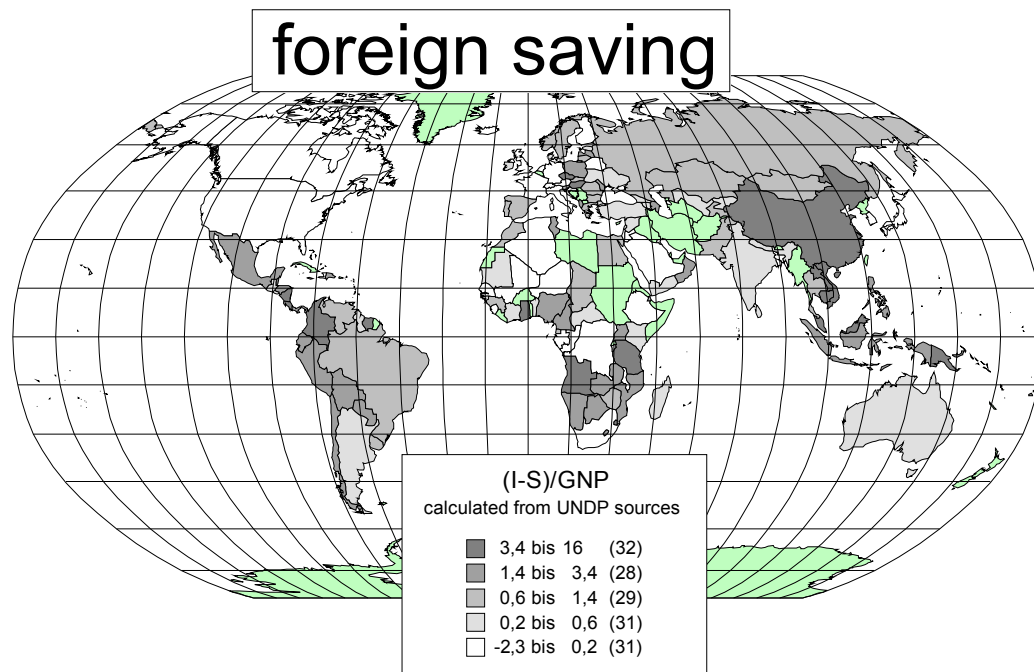 foreign saving
(I-S)/GNP
calculated from UNDP sources
3,4 bis 16 (32)
1,4 bis 3,4 (28)
0,6 bis 1,4 (29)
0,2 bis 0,6 (31)
-2,3 bis 0,2 (31)